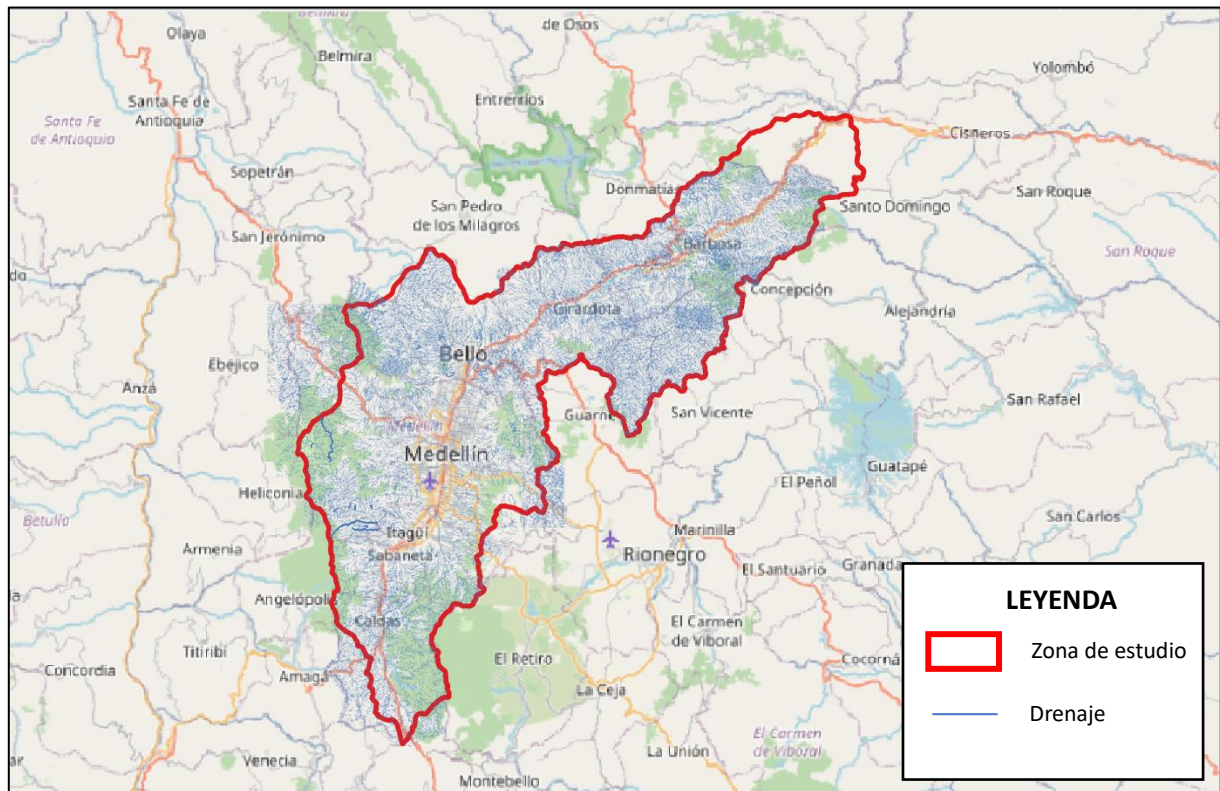 Olaya
Belmira
de Osos
Yolombó
Santa Fe de
Antioquia
Santa Fe
de Antioquia
Entrerríos
Cisneros
Sopetrán
Donmatías
San Roque
San Pedro
de los Milagros
Santo Domingo
San Jerónimo
Barbosa
San Roque
do
Concepción
Girardota
Alejandría
Bello
Ebéjico
Anzá
San Rafael
Guarne
San Vicente
Medellín
Medellín
Guatapé
El Peñol
Heliconia
Betulia
San Carlos
Itagüí
Marinilla
Armenia
Sabaneta
Rionegro
El Santuario
Granada
Angelópolis
Caldas
El Carmen
de Viboral
Titiribí
El Retiro
Cocorná
Concordia
Amagá
La Ceja
El Carmen
de Viboral
La Unión
ar
Venecia
Montebello
LEYENDA
Zona de estudio
Drenaje